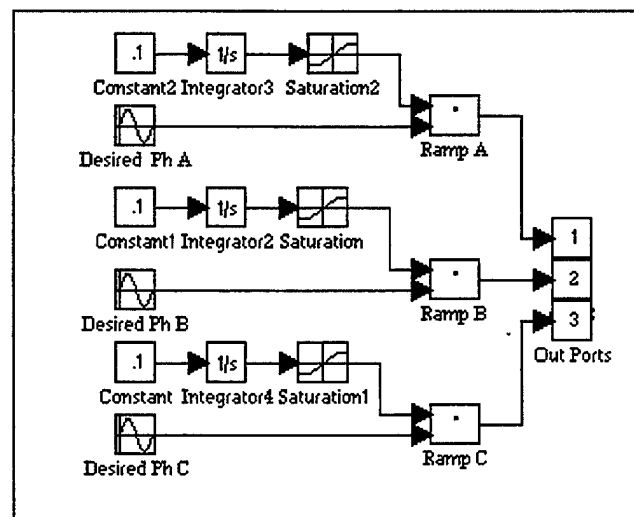 .1
1/s
Constant2 Integrator3 Saturation2
Desired Ph A
Ramp A
.1
1/s
Constant1 Integrator2 Saturation
Desired Ph B
Ramp B
1
2
3
Out Ports
.1
1/s
Constant Integrator4 Saturation1
Desired Ph C
Ramp C